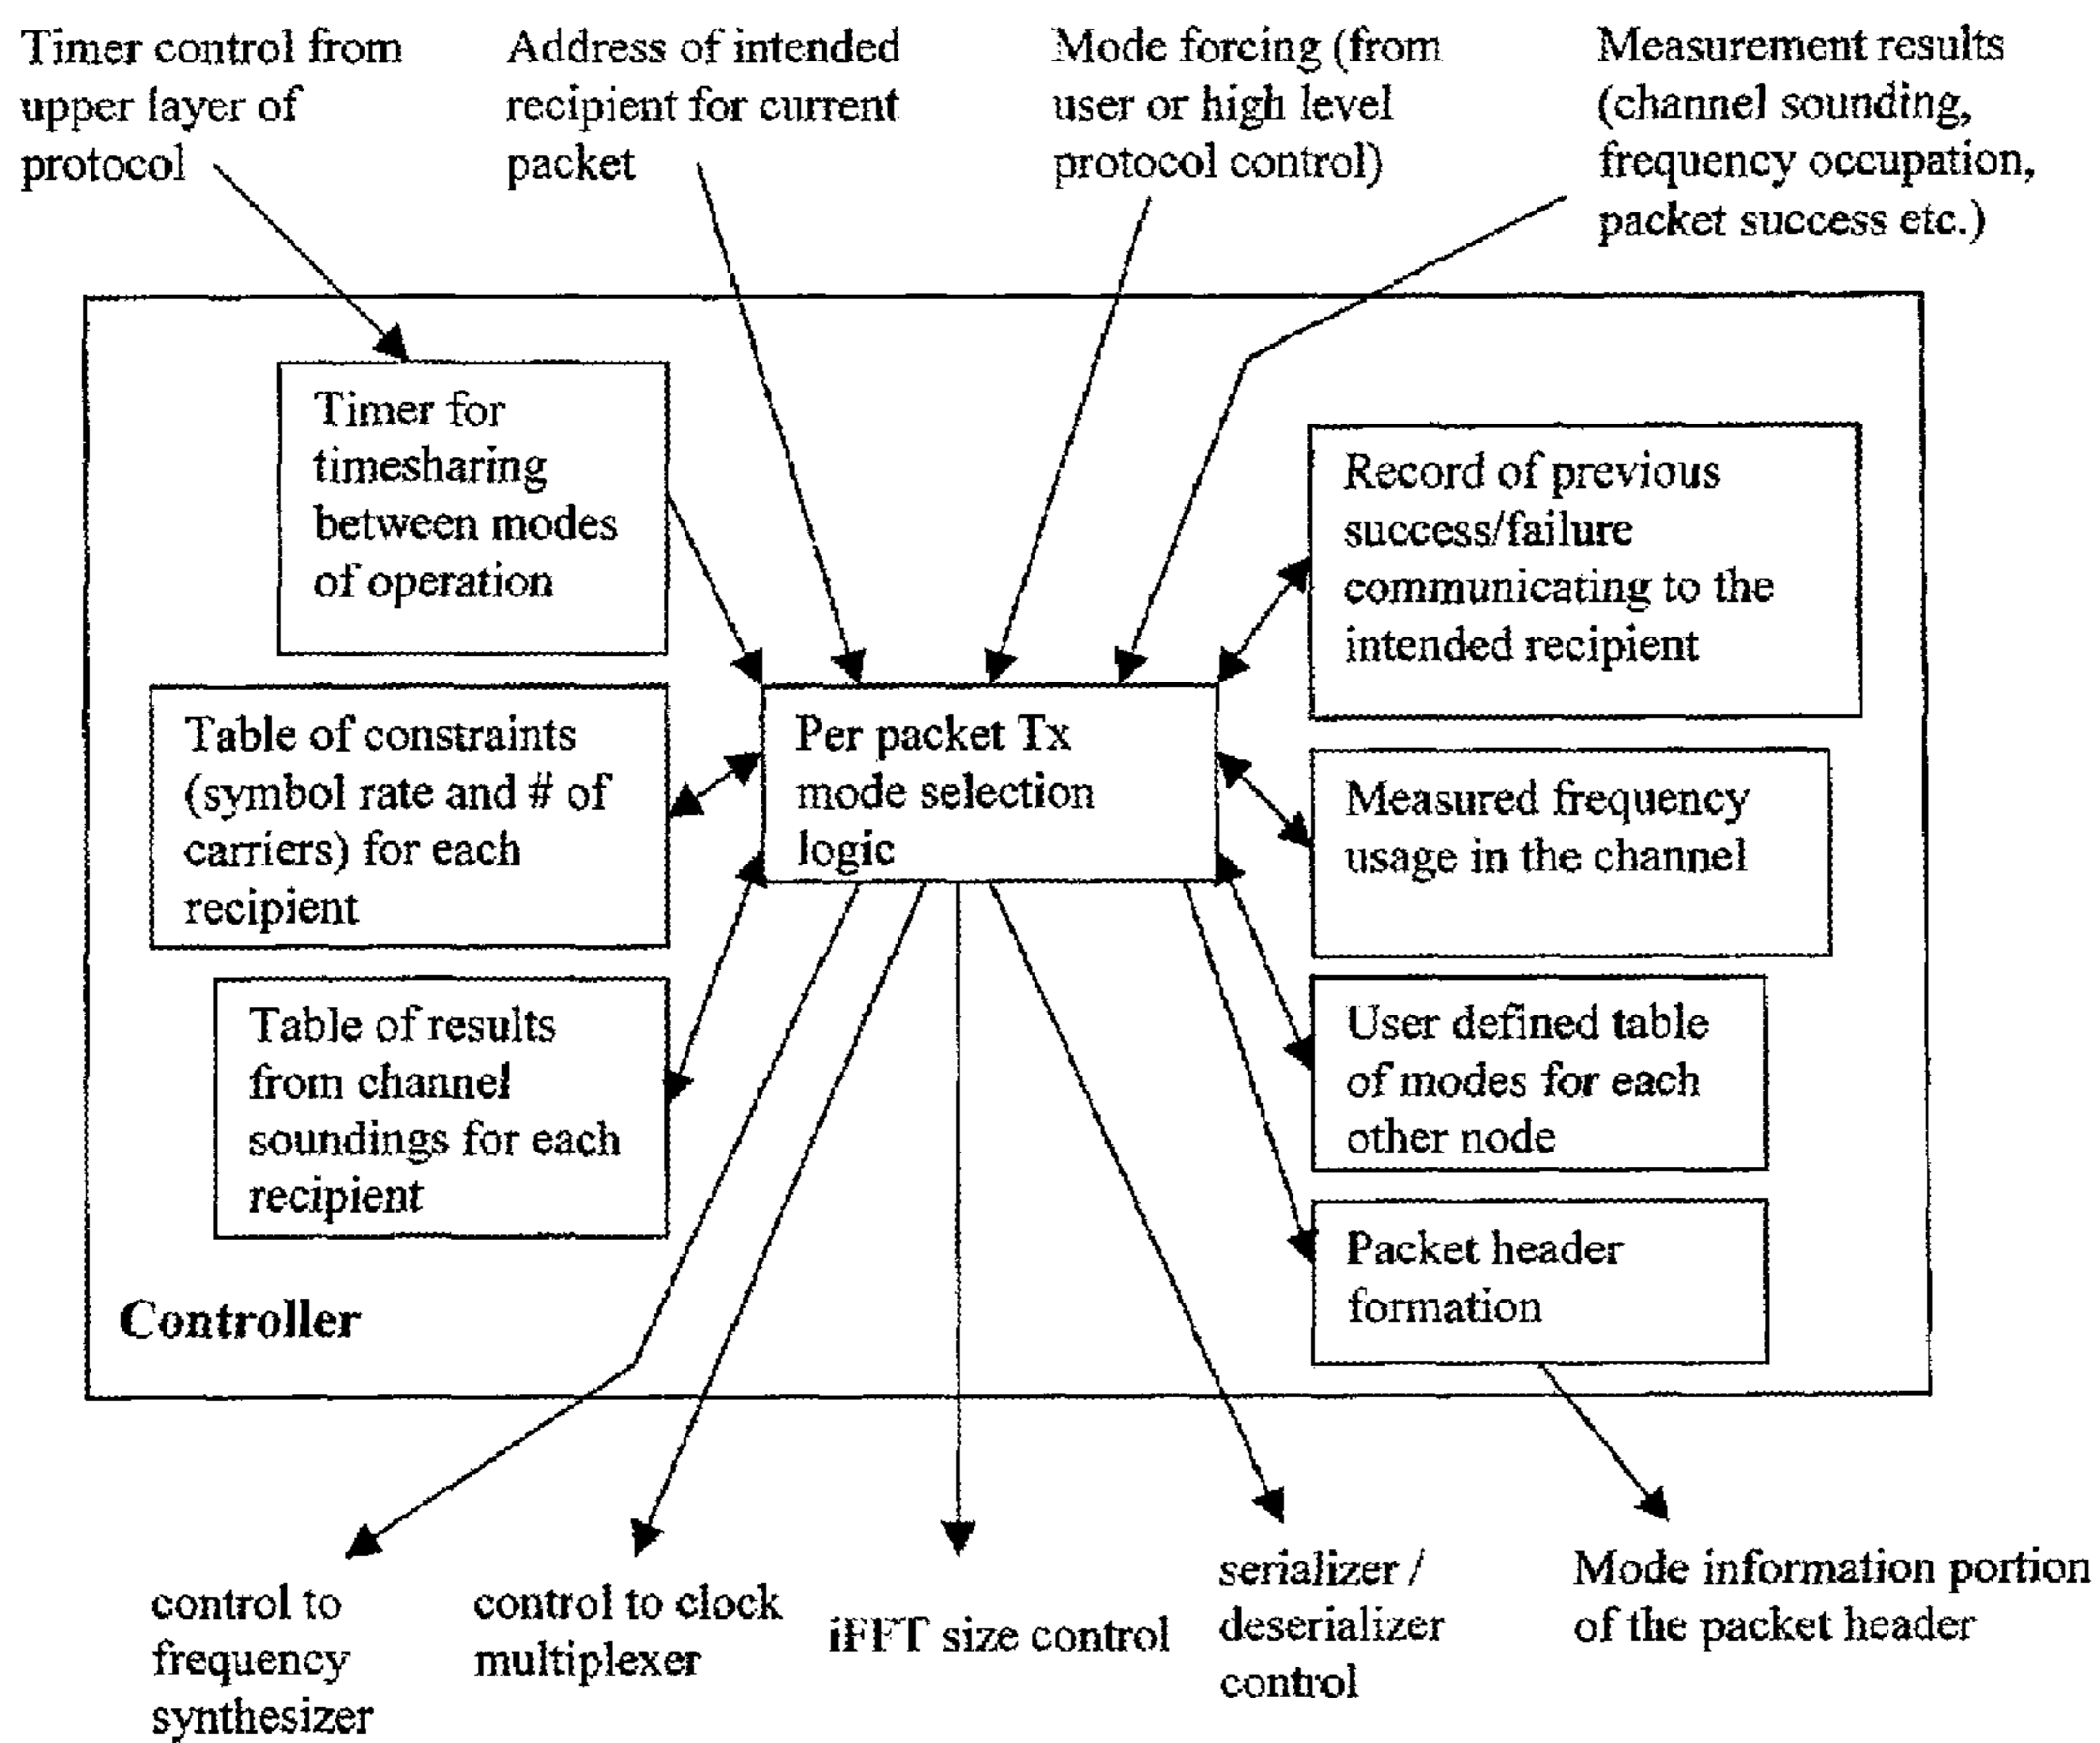 Timer control from
upper layer of
protocol
Address of intended
recipient for current
packet
Mode forcing (from
user or high level
protocol control)
Measurement results
(channel sounding,
frequency occupation,
packet success etc.)
Timer for
timesharing
between modes
of operation
Record of previous
success/failure
communicating to the
intended recipient
Table of constraints
(symbol rate and # of
carriers) for each
recipient
Per packet Tx
mode selection
logic
Measured frequency
usage in the channel
Table of results
from channel
soundings for each
recipient
User defined table
of modes for each
other node
Packet header
formation
Controller
control to
frequency
synthesizer
control to clock
multiplexer
iFFT size control
serializer /
deserializer
control
Mode information portion
of the packet header